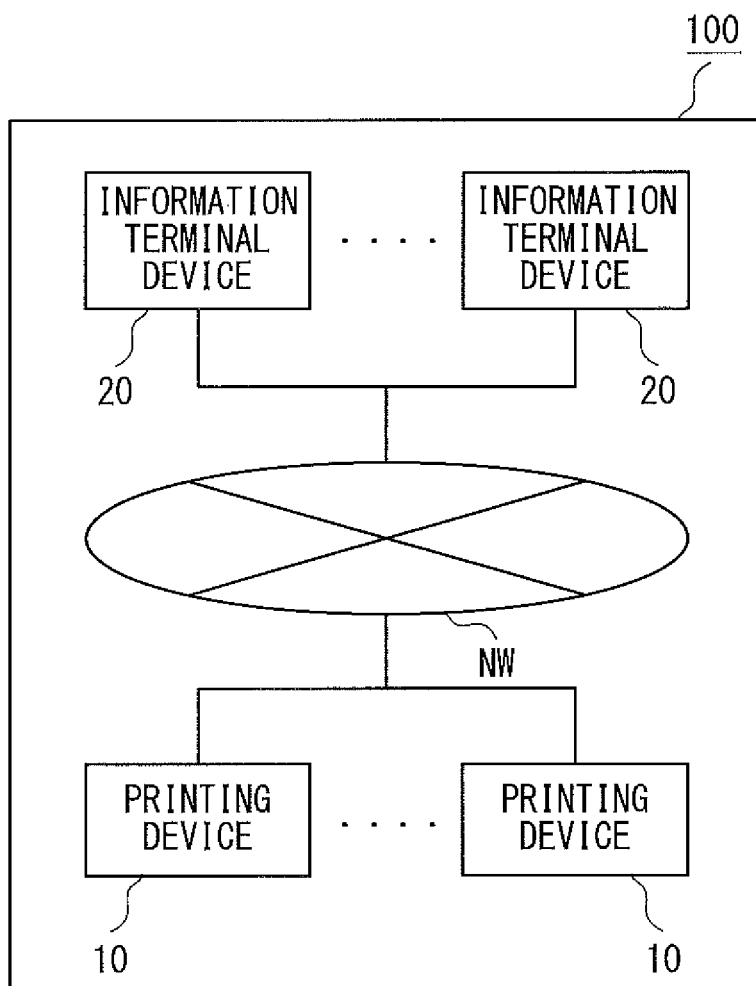 100
INFORMATION
TERMINAL
DEVICE
INFORMATION
TERMINAL
DEVICE
20
20
NW
PRINTING
DEVICE
PRINTING
DEVICE
10
10